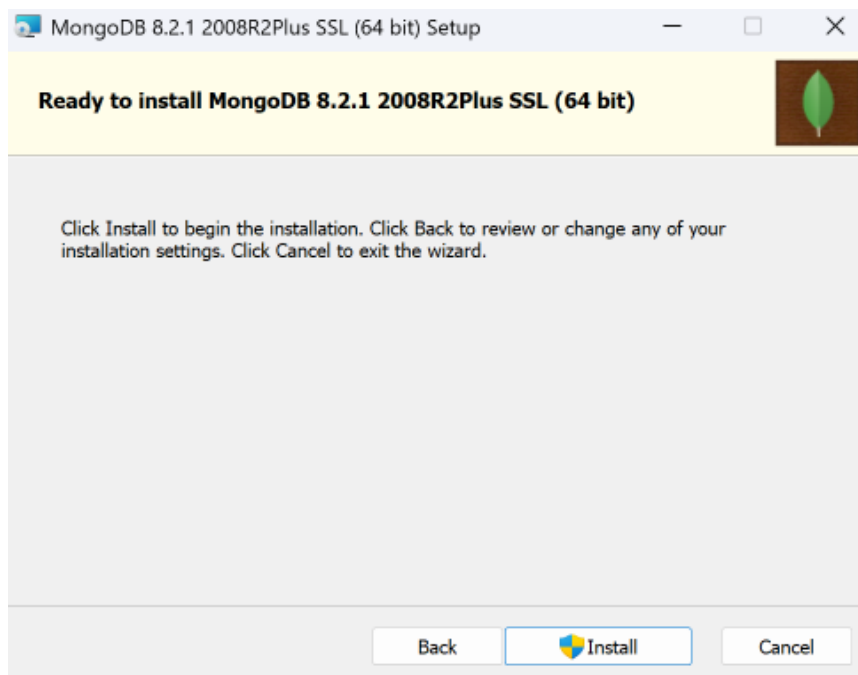 MongoDB 8.2.1 2008R2Plus SSL (64 bit) Setup
Ready to install MongoDB 8.2.1 2008R2Plus SSL (64 bit)
Click Install to begin the installation. Click Back to review or change any of your
installation settings. Click Cancel to exit the wizard.
Back Install Cancel